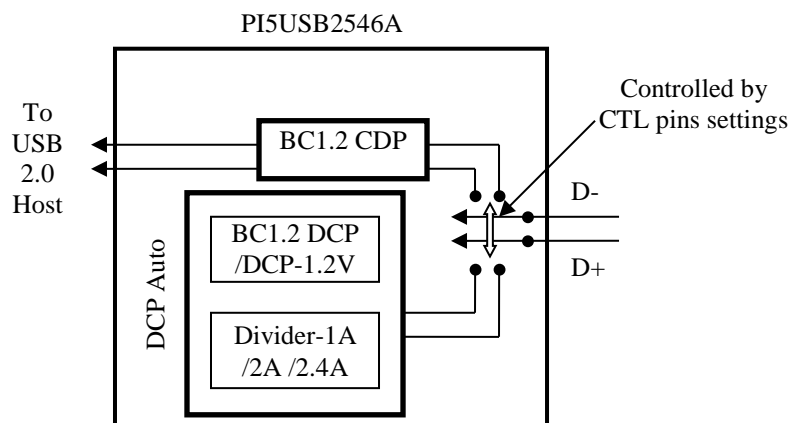 PI5USB2546A
To
USB
2.0
Host
BC1.2 CDP
Controlled by
CTL pins settings
D-
D+
DCP Auto
BC1.2 DCP
/DCP-1.2V
Divider-1A
/2A /2.4A